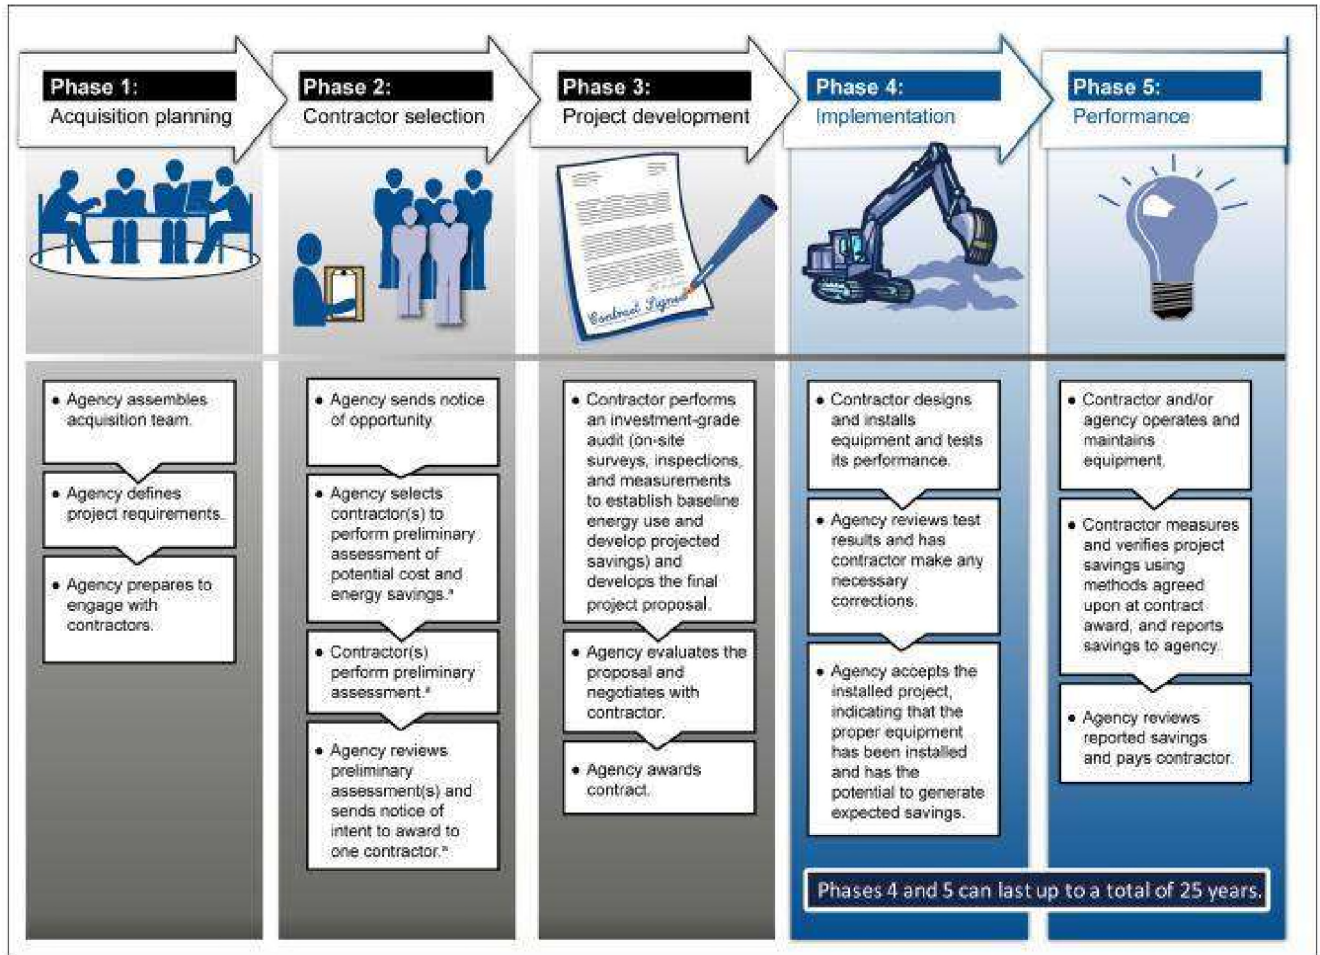 Phase 1:
Acquisition planning
Phase 2:
Contractor selection
Phase 3:
Project development
Phase 4:
Implementation
Phase 5:
Performance
Contract Signed
● Agency assembles
acquisition team.
● Agency defines
project requirements.
● Agency prepares to
engage with
contractors.
● Agency sends notice
of opportunity.
● Agency selects
contractor(s) to
perform preliminary
assessment of
potential cost and
energy savings.ᵃ
● Contractor(s)
perform preliminary
assessment.ᵃ
● Agency reviews
preliminary
assessment(s) and
sends notice of
intent to award to
one contractor.ᵃ
● Contractor performs
an investment-grade
audit (on-site
surveys, inspections,
and measurements
to establish baseline
energy use and
develop projected
savings) and
develops the final
project proposal.
● Agency evaluates the
proposal and
negotiates with
contractor.
● Agency awards
contract.
● Contractor designs
and installs
equipment and tests
its performance.
● Agency reviews test
results and has
contractor make any
necessary
corrections.
● Agency accepts the
installed project,
indicating that the
proper equipment
has been installed
and has the
potential to generate
expected savings.
● Contractor and/or
agency operates and
maintains
equipment.
● Contractor measures
and verifies project
savings using
methods agreed
upon at contract
award, and reports
savings to agency.
● Agency reviews
reported savings
and pays contractor.
Phases 4 and 5 can last up to a total of 25 years.